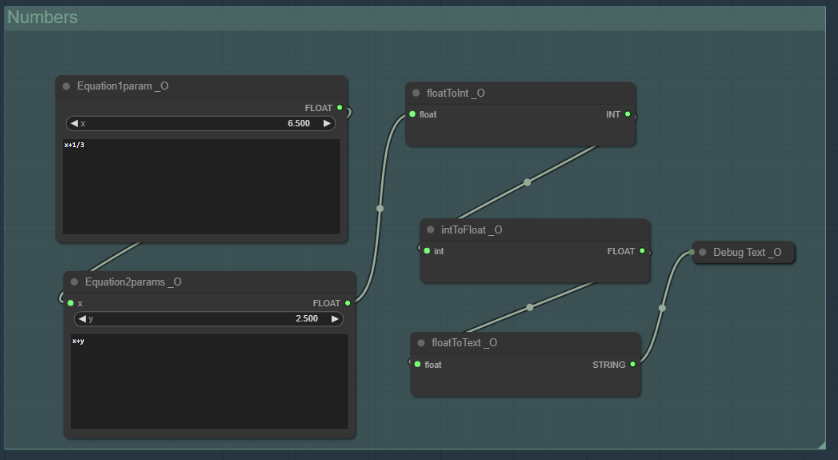 Numbers
Equation1param _O
FLOAT
x 6.500
x+1/3
Equation2params _O
x FLOAT
y 2.500
x+y
floatToInt _O
float INT
intToFloat _O
int FLOAT
floatToText _O
float STRING
Debug Text _O